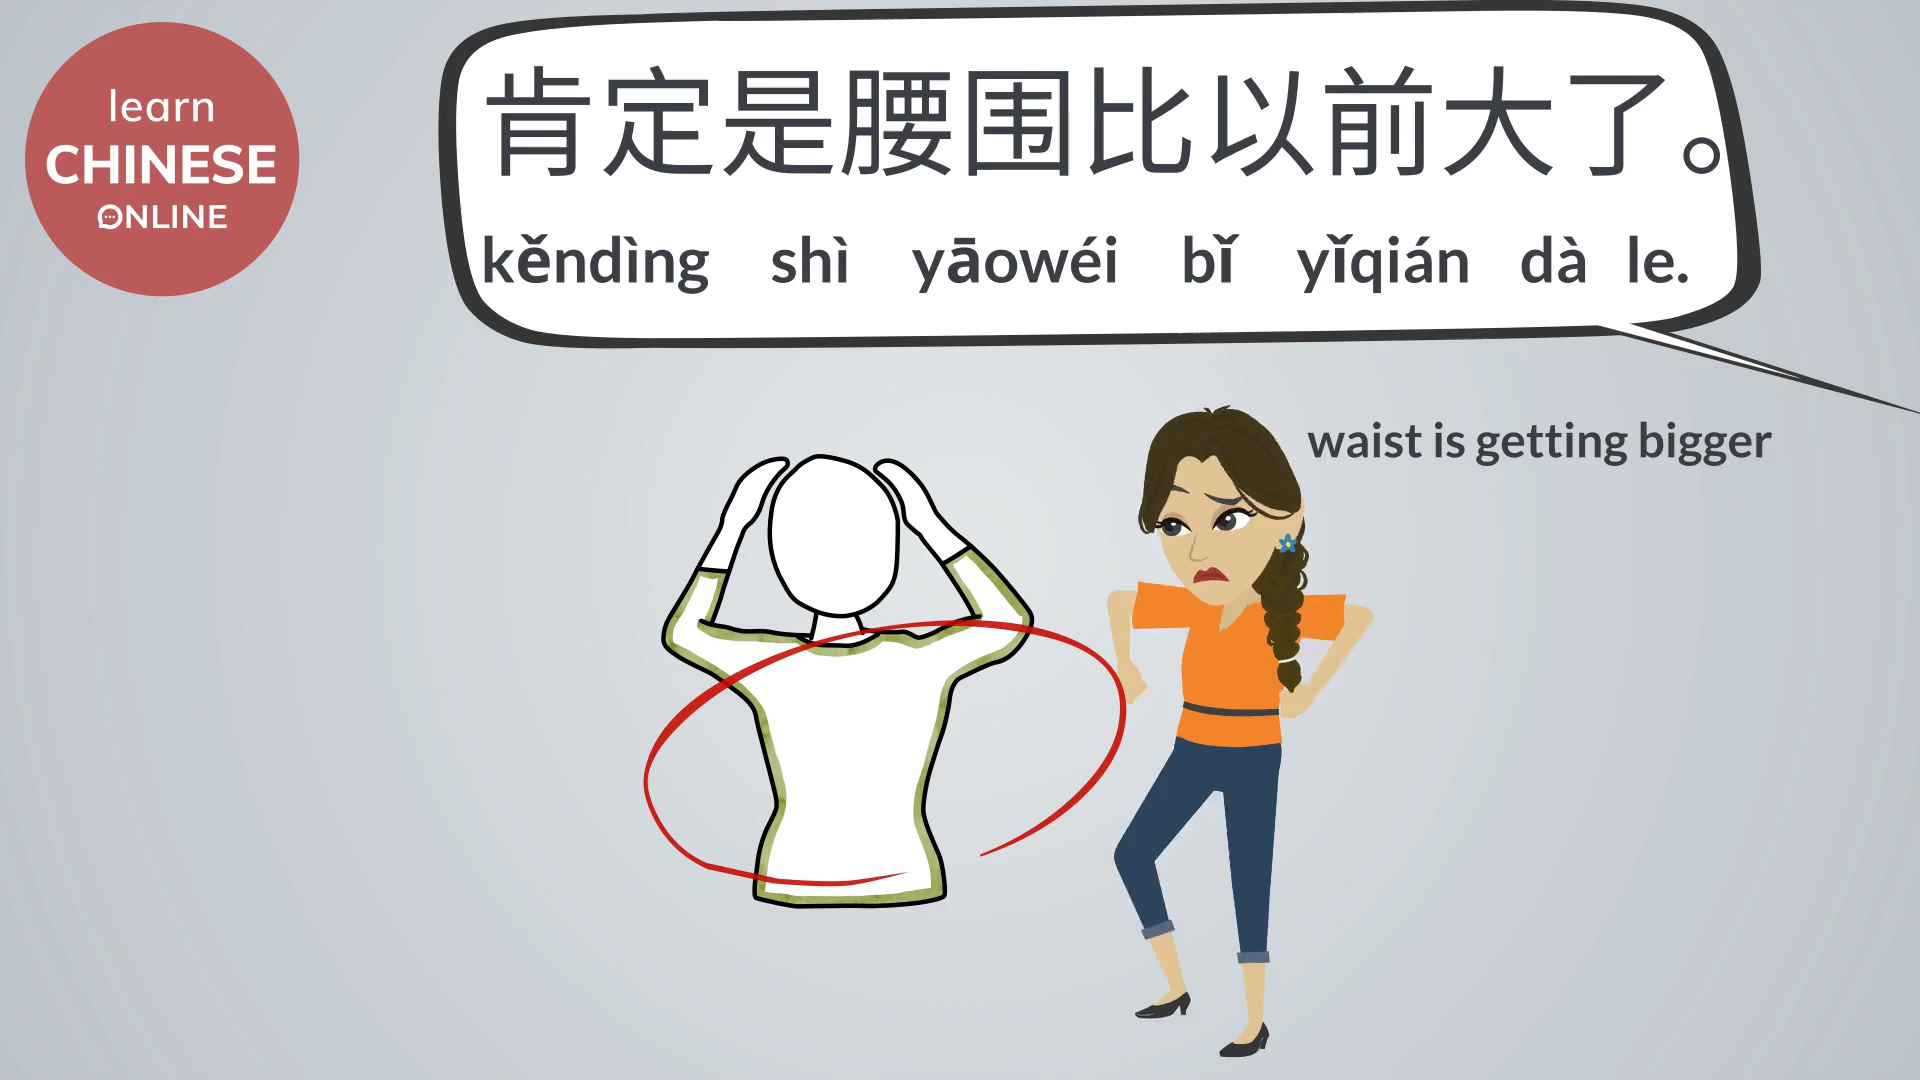 learn
CHINESE
ONLINE
肯定是腰围比以前大了。
kěndìng shì yāowéi bǐ yǐqián dà le.
waist is getting bigger